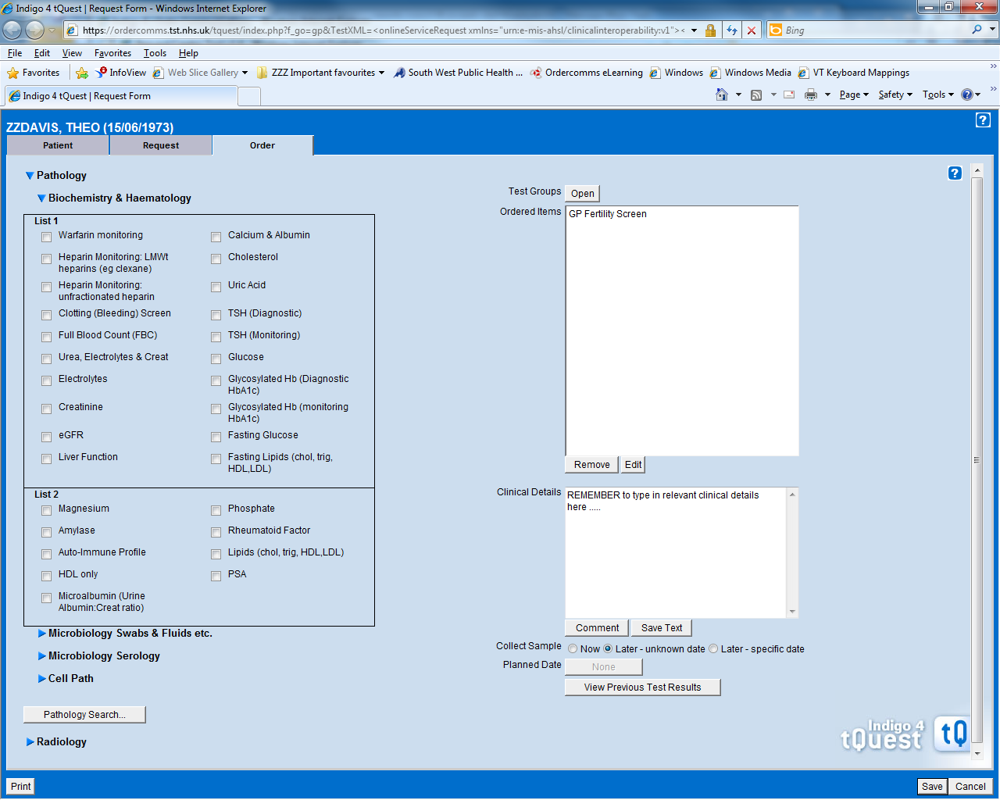 Indigo 4 tQuest | Request Form - Windows Internet Explorer
https://ordercomms.tst.nhs.uk/tquest/index.php?f_go=gp&TestXML=<onlineServiceRequest xmlns="urn:e-mis-ahsl/clinicalinteroperability:v1"><
Bing
File Edit View Favorites Tools Help
Favorites InfoView Web Slice Gallery ZZZ Important favourites South West Public Health ... Ordercomms eLearning Windows Windows Media VT Keyboard Mappings
Indigo 4 tQuest | Request Form
Page Safety Tools
ZZDAVIS, THEO (15/06/1973)
Patient Request Order
Pathology
Biochemistry & Haematology
List 1
Warfarin monitoring
Calcium & Albumin
Heparin Monitoring: LMWt
heparins (eg clexane)
Cholesterol
Heparin Monitoring:
unfractionated heparin
Uric Acid
Clotting (Bleeding) Screen
TSH (Diagnostic)
Full Blood Count (FBC)
TSH (Monitoring)
Urea, Electrolytes & Creat
Glucose
Electrolytes
Glycosylated Hb (Diagnostic
HbA1c)
Creatinine
Glycosylated Hb (monitoring
HbA1c)
eGFR
Fasting Glucose
Liver Function
Fasting Lipids (chol, trig,
HDL,LDL)
List 2
Magnesium
Phosphate
Amylase
Rheumatoid Factor
Auto-Immune Profile
Lipids (chol, trig, HDL,LDL)
HDL only
PSA
Microalbumin (Urine
Albumin:Creat ratio)
Microbiology Swabs & Fluids etc.
Microbiology Serology
Cell Path
Pathology Search...
Radiology
Test Groups Open
Ordered Items
GP Fertility Screen
Remove Edit
Clinical Details
REMEMBER to type in relevant clinical details
here .....
Comment Save Text
Collect Sample Now Later - unknown date Later - specific date
Planned Date None
View Previous Test Results
Indigo 4
tQuest tQ
Print Save Cancel